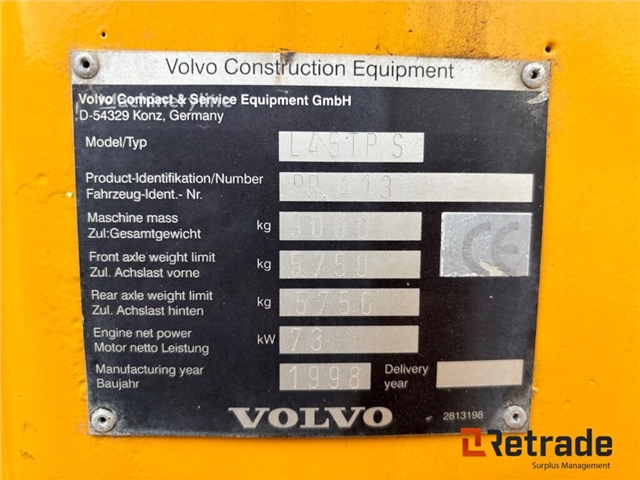 Volvo Construction Equipment
Volvo Compact & Service Equipment GmbH
D-54329 Konz, Germany
Model/Typ L45TP S
Product-Identifikation/Number
Fahrzeug-Ident.- Nr.
Maschine mass
Zul:Gesamtgewicht kg
Front axle weight limit
Zul. Achslast vorne kg 5750
Rear axle weight limit
Zul. Achslast hinten kg 5750
Engine net power
Motor netto Leistung kW 73
Manufacturing year
Baujahr 1998
Delivery
year
CE
VOLVO
2813198
Retrade
Surplus Management